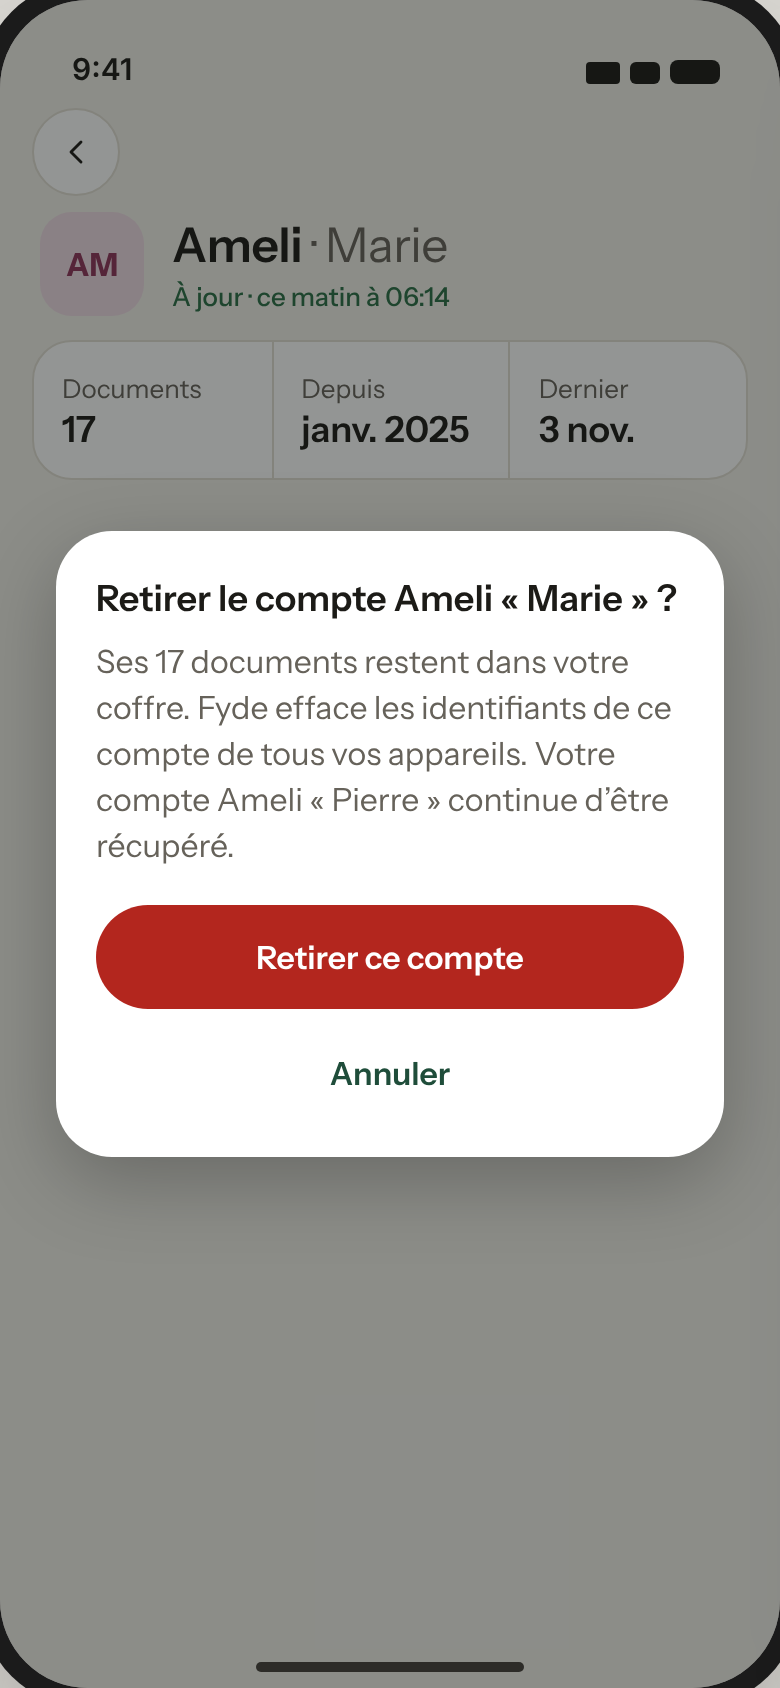 9:41
AM
Ameli · Marie
À jour · ce matin à 06:14
Documents
17
Depuis
janv. 2025
Dernier
3 nov.
Retirer le compte Ameli « Marie » ?
Ses 17 documents restent dans votre
coffre. Fyde efface les identifiants de ce
compte de tous vos appareils. Votre
compte Ameli « Pierre » continue d’être
récupéré.
Retirer ce compte
Annuler